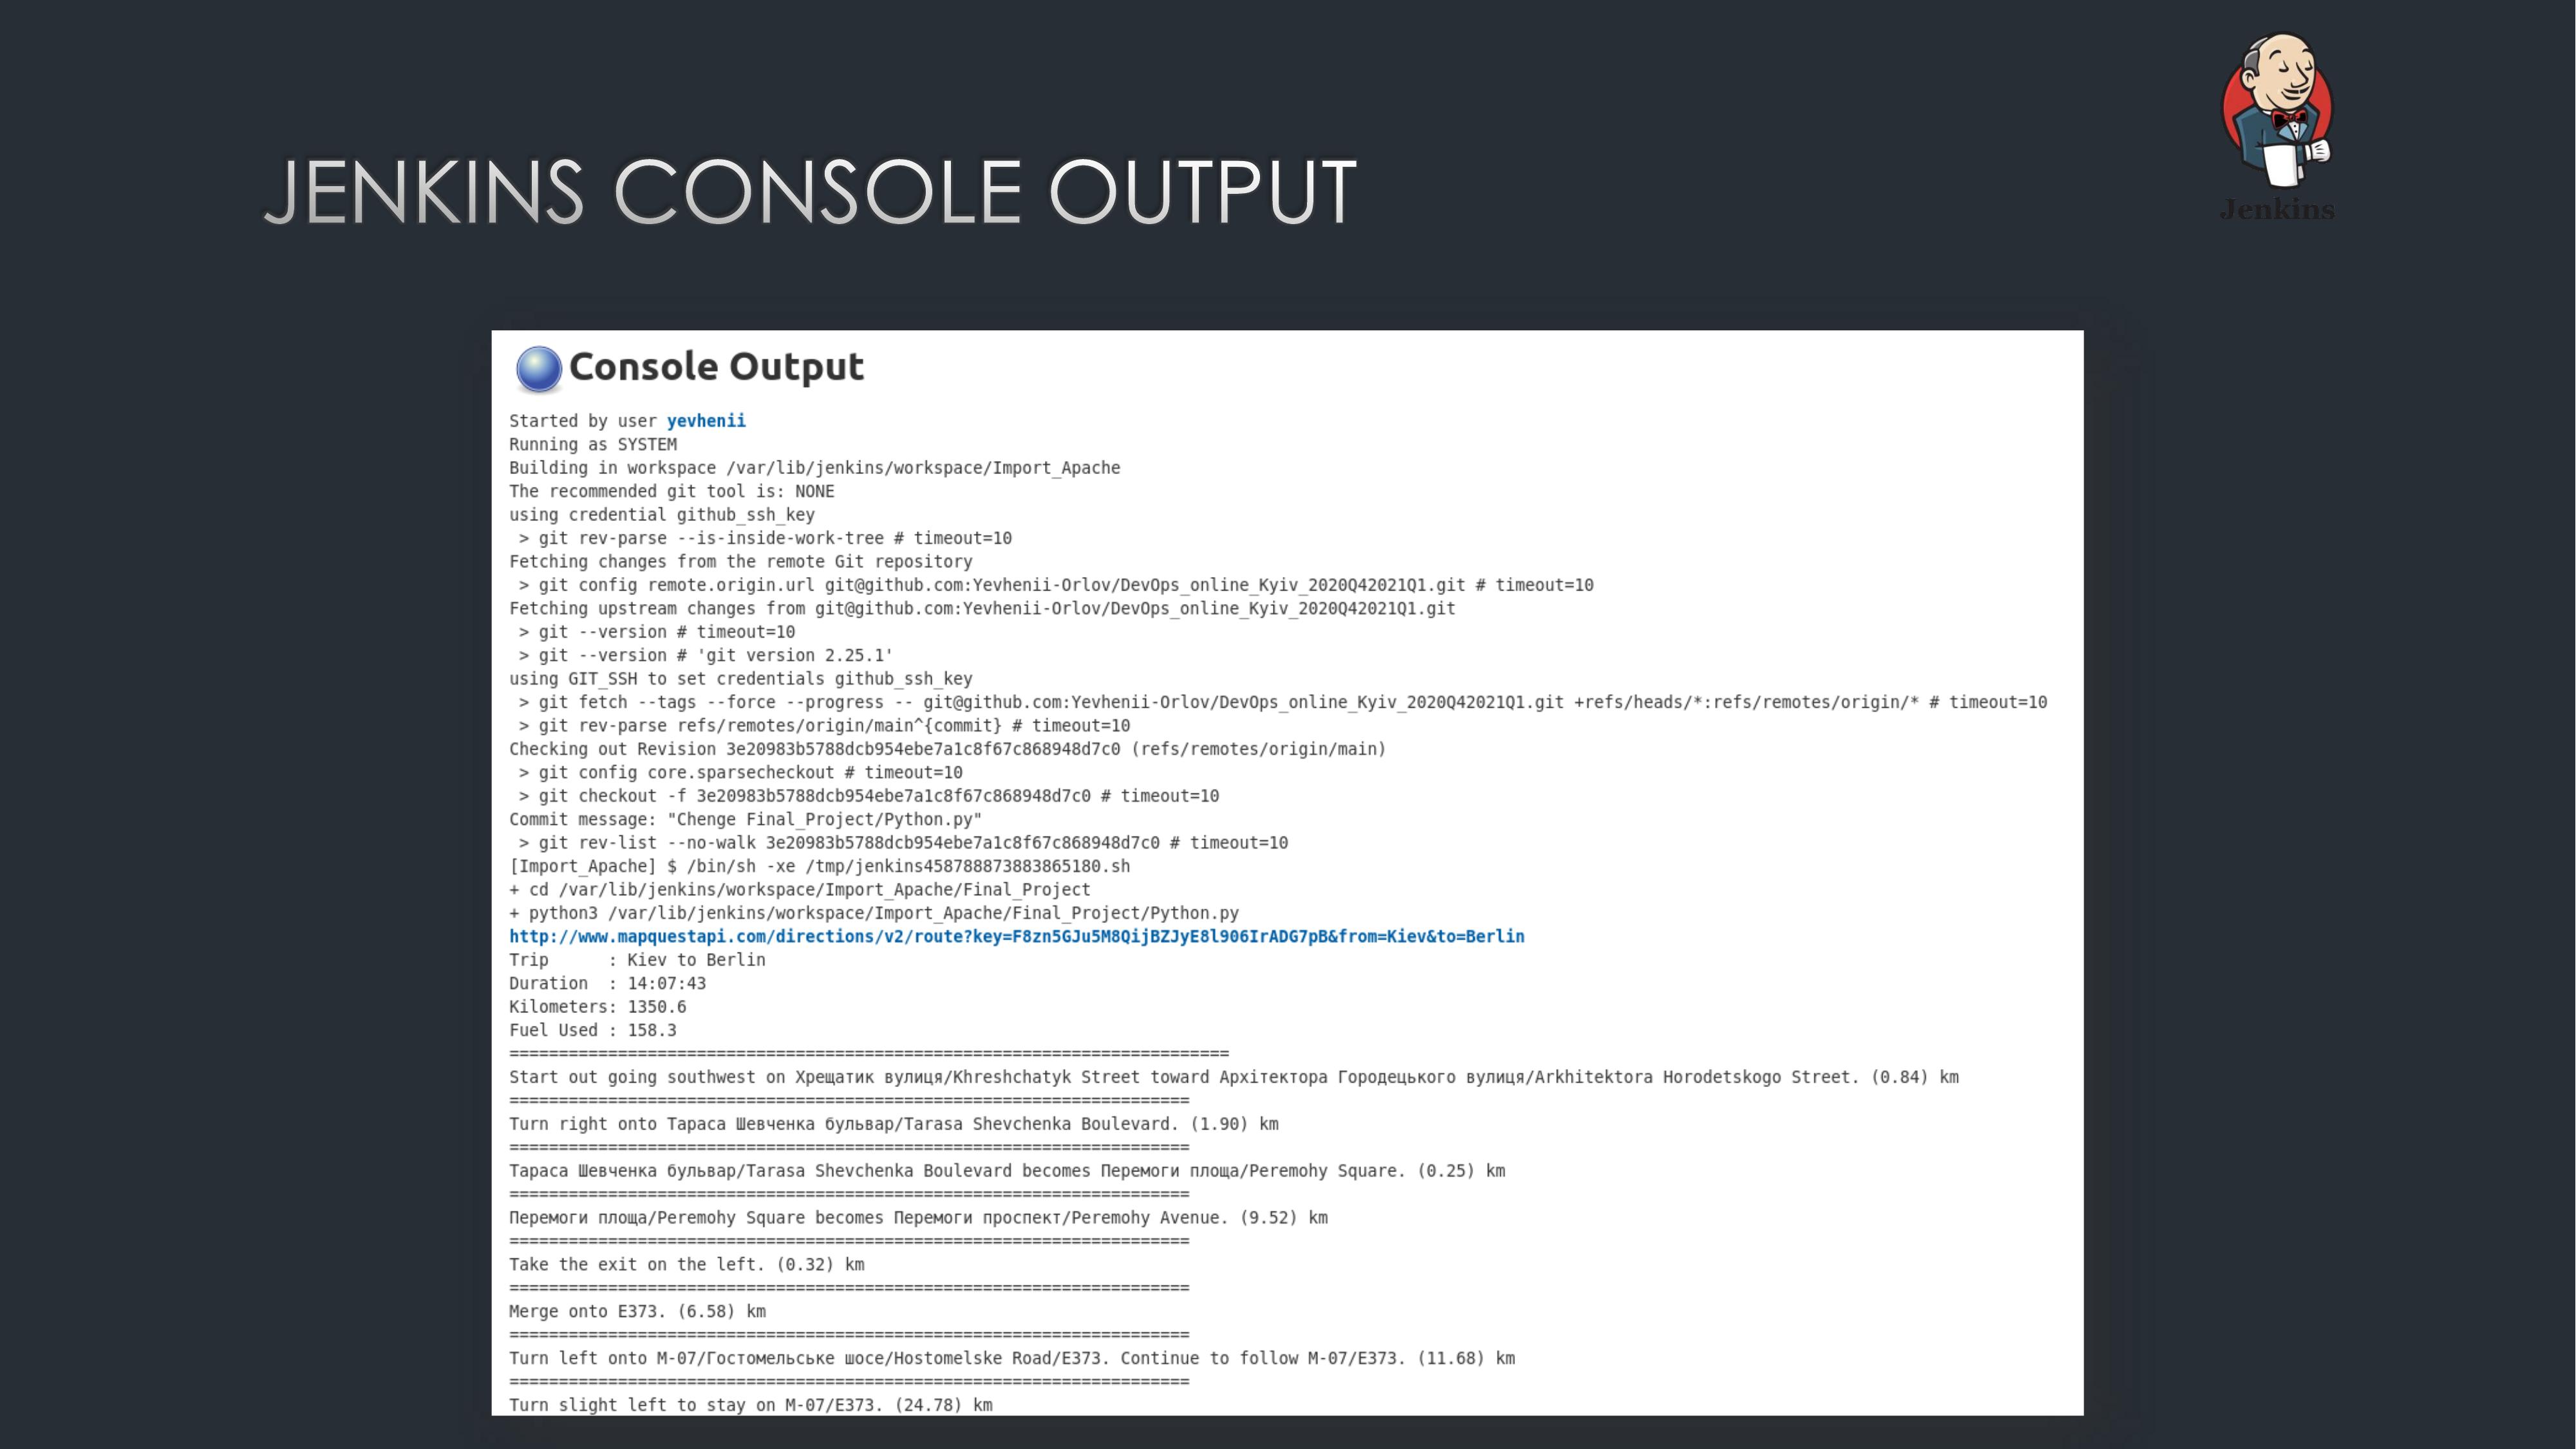 JENKINS CONSOLE OUTPUT
Jenkins
Console Output
Started by user yevhenii
Running as SYSTEM
Building in workspace /var/lib/jenkins/workspace/Import_Apache
The recommended git tool is: NONE
using credential github_ssh_key
> git rev-parse --is-inside-work-tree # timeout=10
Fetching changes from the remote Git repository
> git config remote.origin.url git@github.com:Yevhenii-Orlov/DevOps_online_Kyiv_2020Q42021Q1.git # timeout=10
Fetching upstream changes from git@github.com:Yevhenii-Orlov/DevOps_online_Kyiv_2020Q42021Q1.git
> git --version # timeout=10
> git --version # 'git version 2.25.1'
using GIT_SSH to set credentials github_ssh_key
> git fetch --tags --force --progress -- git@github.com:Yevhenii-Orlov/DevOps_online_Kyiv_2020Q42021Q1.git +refs/heads/*:refs/remotes/origin/* # timeout=10
> git rev-parse refs/remotes/origin/main^{commit} # timeout=10
Checking out Revision 3e20983b5788dcb954ebe7a1c8f67c868948d7c0 (refs/remotes/origin/main)
> git config core.sparsecheckout # timeout=10
> git checkout -f 3e20983b5788dcb954ebe7a1c8f67c868948d7c0 # timeout=10
Commit message: "Chenge Final_Project/Python.py"
> git rev-list --no-walk 3e20983b5788dcb954ebe7a1c8f67c868948d7c0 # timeout=10
[Import_Apache] $ /bin/sh -xe /tmp/jenkins458788873883865180.sh
+ cd /var/lib/jenkins/workspace/Import_Apache/Final_Project
+ python3 /var/lib/jenkins/workspace/Import_Apache/Final_Project/Python.py
http://www.mapquestapi.com/directions/v2/route?key=F8zn5GJu5M8QijBZJyE8l906IrADG7pB&from=Kiev&to=Berlin
Trip      : Kiev to Berlin
Duration  : 14:07:43
Kilometers: 1350.6
Fuel Used : 158.3
=========================================================================
Start out going southwest on Хрещатик вулиця/Khreshchatyk Street toward Архітектора Городецького вулиця/Arkhitektora Horodetskogo Street. (0.84) km
=====================================================================
Turn right onto Тараса Шевченка бульвар/Tarasa Shevchenka Boulevard. (1.90) km
=====================================================================
Тараса Шевченка бульвар/Tarasa Shevchenka Boulevard becomes Перемоги площа/Peremohy Square. (0.25) km
=====================================================================
Перемоги площа/Peremohy Square becomes Перемоги проспект/Peremohy Avenue. (9.52) km
=====================================================================
Take the exit on the left. (0.32) km
=====================================================================
Merge onto E373. (6.58) km
=====================================================================
Turn left onto M-07/Гостомельське шосе/Hostomelske Road/E373. Continue to follow M-07/E373. (11.68) km
=====================================================================
Turn slight left to stay on M-07/E373. (24.78) km